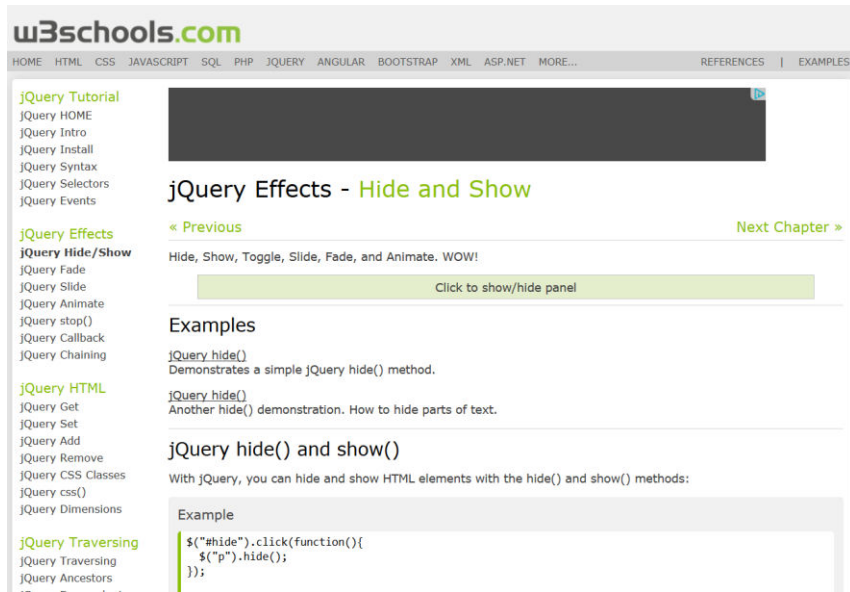 w3schools.com
HOME HTML CSS JAVASCRIPT SQL PHP JQUERY ANGULAR BOOTSTRAP XML ASP.NET MORE... REFERENCES | EXAMPLES
jQuery Tutorial
jQuery HOME
jQuery Intro
jQuery Install
jQuery Syntax
jQuery Selectors
jQuery Events
jQuery Effects
jQuery Hide/Show
jQuery Fade
jQuery Slide
jQuery Animate
jQuery stop()
jQuery Callback
jQuery Chaining
jQuery HTML
jQuery Get
jQuery Set
jQuery Add
jQuery Remove
jQuery CSS Classes
jQuery css()
jQuery Dimensions
jQuery Traversing
jQuery Traversing
jQuery Ancestors
jQuery Effects - Hide and Show
« Previous Next Chapter »
Hide, Show, Toggle, Slide, Fade, and Animate. WOW!
Click to show/hide panel
Examples
jQuery hide()
Demonstrates a simple jQuery hide() method.
jQuery hide()
Another hide() demonstration. How to hide parts of text.
jQuery hide() and show()
With jQuery, you can hide and show HTML elements with the hide() and show() methods:
Example
$("#hide").click(function(){
$("p").hide();
});